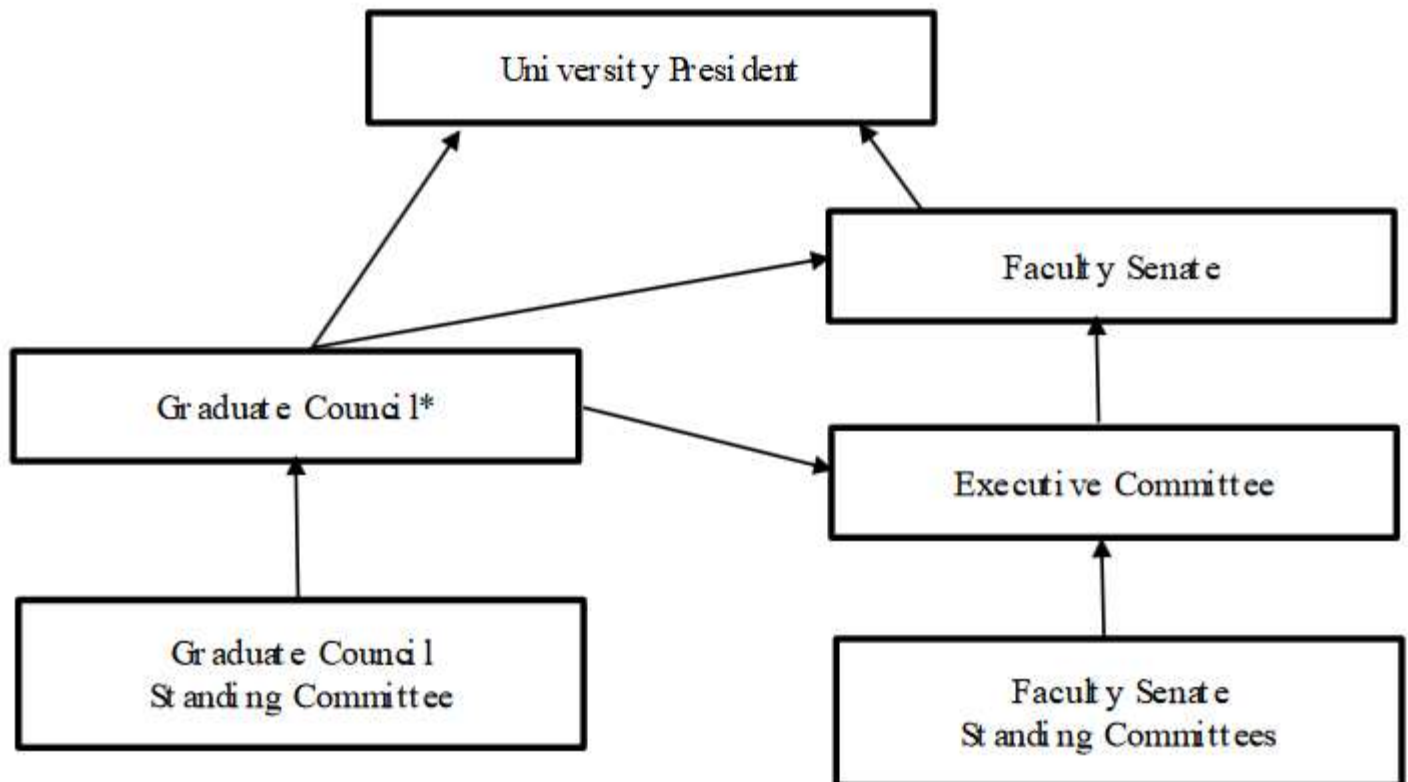 University President
Faculty Senate
Graduate Council*
Executive Committee
Graduate Council
Standing Committee
Faculty Senate
Standing Committees